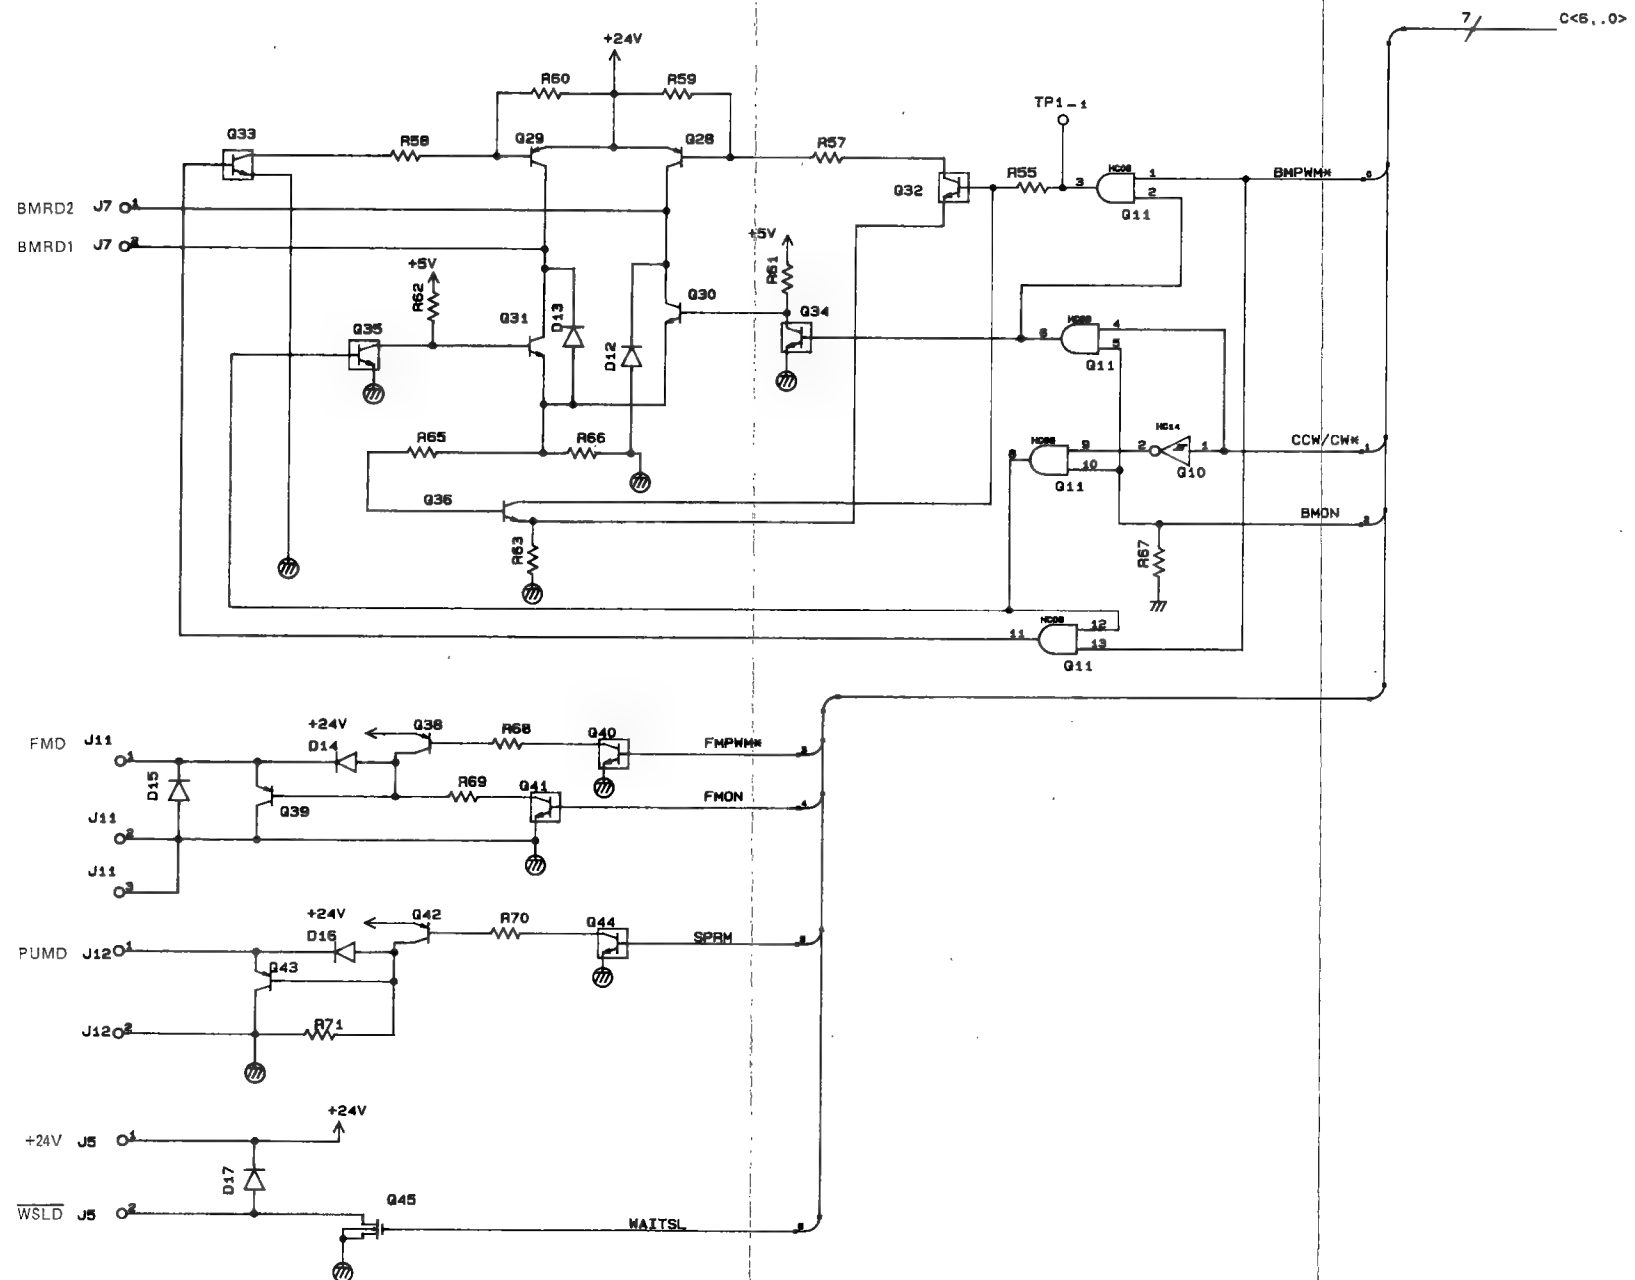 7 C<6..0>
+24V
R60 R59
TP1-1
Q33 R58 Q29 Q28 R57
Q32 R55 3 HC08 1 BMPWM* 0
2
Q11
BMRD2 J7 1
BMRD1 J7 2
+5V
R61
+5V
R62
Q35 Q31 D13 D12 Q30 Q34
6 4
5
Q11
R65 R66
HC08 HC14
8 9 2 1 CCW/CW* 1
10
Q11 Q10
Q36
BMON 2
R63 R67
11 HC08 12
13
Q11
FMD J11 1
+24V Q38
D14 R68 Q40 FMPWM*
D15
Q39 R69 Q41 FMON 4
J11 2
J11 3
+24V Q42
D16 R70 Q44 SPRM
PUMD J12 1
Q43
J12 2
R71
+24V
+24V J5 1
D17
WSLD J5 2
Q45
WAITSL